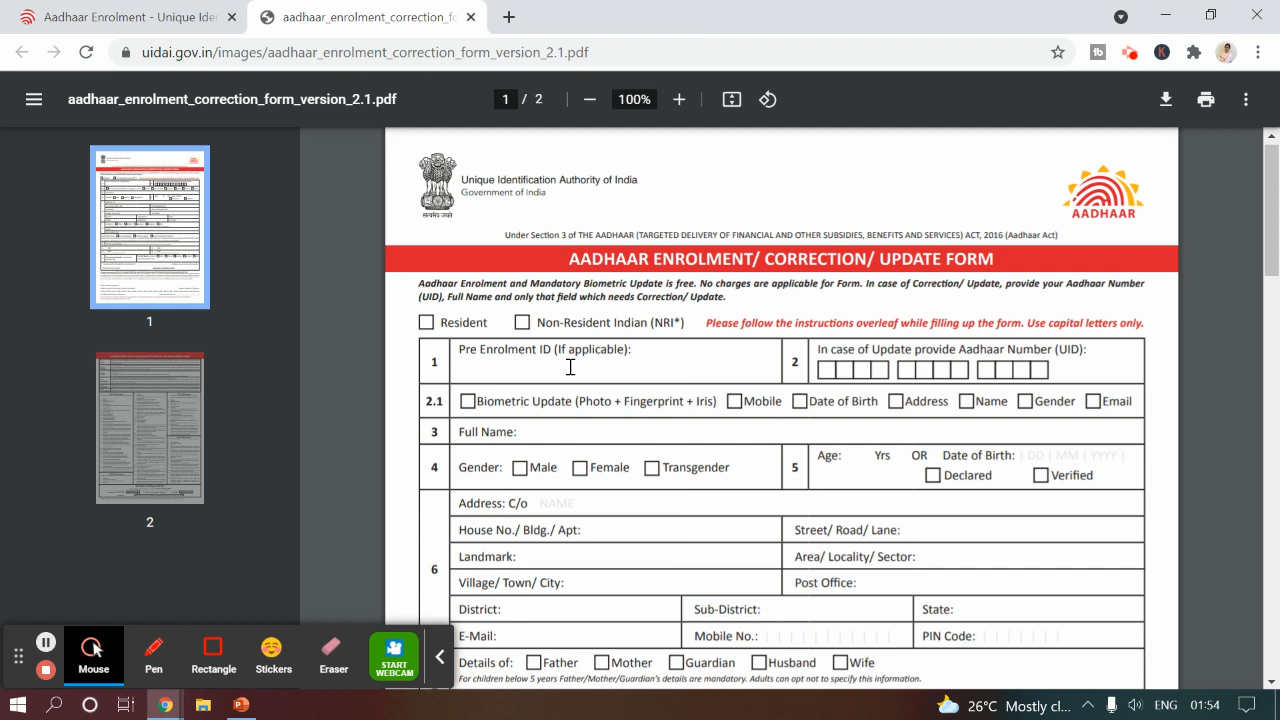 Aadhaar Enrolment - Unique Iden
aadhaar_enrolment_correction_fo
uidai.gov.in/images/aadhaar_enrolment_correction_form_version_2.1.pdf
tb
K
aadhaar_enrolment_correction_form_version_2.1.pdf
1 / 2
100%
1
2
सत्यमेव जयते
Unique Identification Authority of India
Government of India
AADHAAR
Under Section 3 of THE AADHAAR (TARGETED DELIVERY OF FINANCIAL AND OTHER SUBSIDIES, BENEFITS AND SERVICES) ACT, 2016 (Aadhaar Act)
AADHAAR ENROLMENT/ CORRECTION/ UPDATE FORM
Aadhaar Enrolment and Mandatory Biometric Update is free. No charges are applicable for Form. In case of Correction/ Update, provide your Aadhaar Number
(UID), Full Name and only that field which needs Correction/ Update.
Resident Non-Resident Indian (NRI*) Please follow the instructions overleaf while filling up the form. Use capital letters only.
1 Pre Enrolment ID (If applicable): 2 In case of Update provide Aadhaar Number (UID):
2.1 Biometric Update (Photo + Fingerprint + Iris) Mobile Date of Birth Address Name Gender Email
3 Full Name:
4 Gender: Male Female Transgender 5 Age: Yrs OR Date of Birth: | DD | MM | YYYY |
Declared Verified
6 Address: C/o NAME
House No./ Bldg./ Apt: Street/ Road/ Lane:
Landmark: Area/ Locality/ Sector:
Village/ Town/ City: Post Office:
District: Sub-District: State:
E-Mail: Mobile No.: PIN Code:
Details of: Father Mother Guardian Husband Wife
For children below 5 years Father/Mother/Guardian's details are mandatory. Adults can opt not to specify this information.
Mouse Pen Rectangle Stickers Eraser START WEBCAM
26°C Mostly cl... ENG 01:54